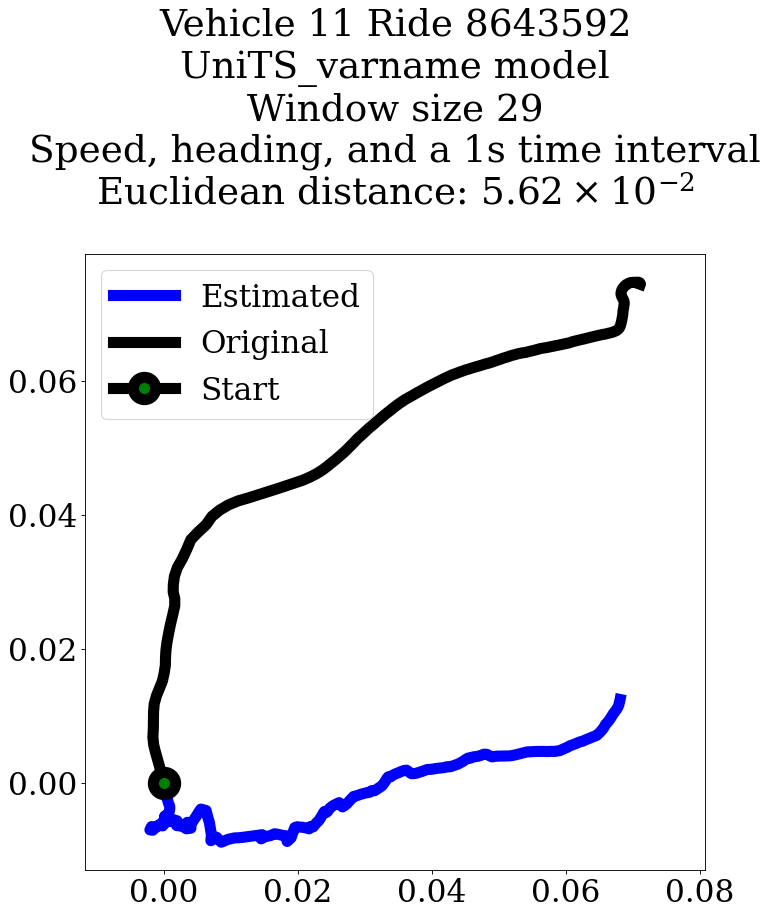 Vehicle 11 Ride 8643592
UniTS_varname model
Window size 29
Speed, heading, and a 1s time interval
Euclidean distance: 5.62 × 10⁻²
Estimated
Original
Start
0.06
0.04
0.02
0.00
0.00 0.02 0.04 0.06 0.08